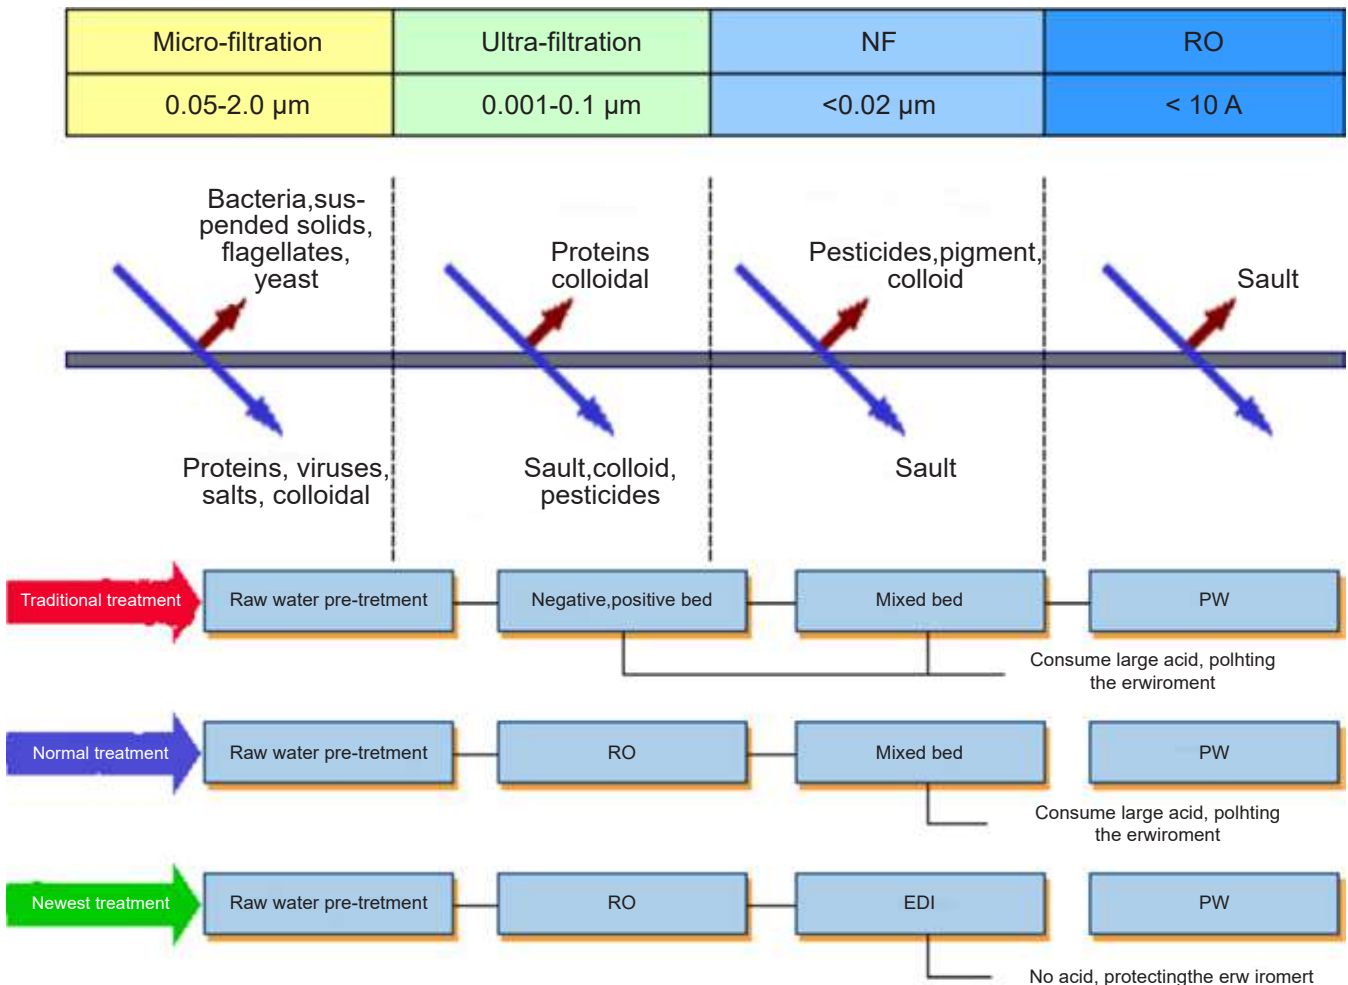 Micro-filtration
Ultra-filtration
NF
RO
0.05-2.0 μm
0.001-0.1 μm
<0.02 μm
< 10 A
Bacteria,sus-
pended solids,
flagellates,
yeast
Proteins
colloidal
Pesticides,pigment,
colloid
Sault
Proteins, viruses,
salts, colloidal
Sault,colloid,
pesticides
Sault
Traditional treatment
Raw water pre-tretment
Negative,positive bed
Mixed bed
PW
Consume large acid, polhting
the erwiroment
Normal treatment
Raw water pre-tretment
RO
Mixed bed
PW
Consume large acid, polhting
the erwiroment
Newest treatment
Raw water pre-tretment
RO
EDI
PW
No acid, protectingthe erw iromert